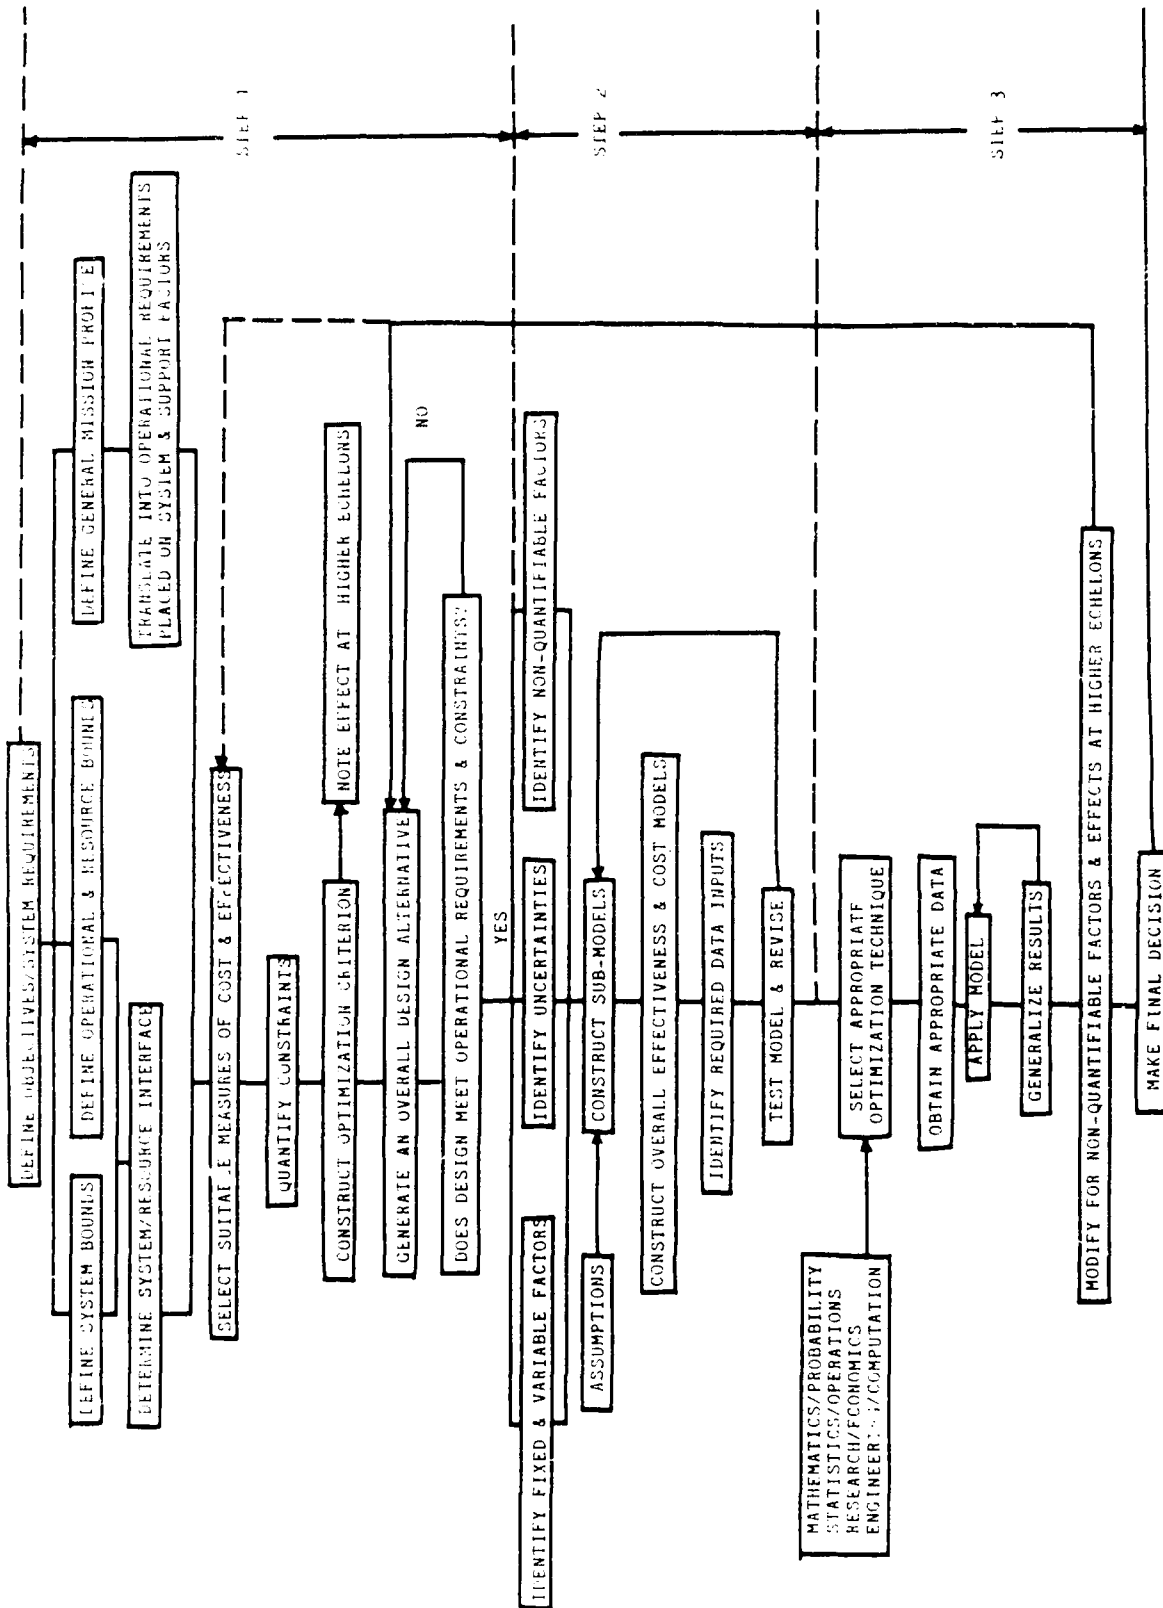 DEFINE OBJECTIVES/SYSTEM REQUIREMENTS
DEFINE SYSTEM BOUNDS
DEFINE OPERATIONAL & RESOURCE BOUNDS
DEFINE GENERAL MISSION PROFILE
DETERMINE SYSTEM/RESOURCE INTERFACE
TRANSLATE INTO OPERATIONAL REQUIREMENTS
PLACED ON SYSTEM & SUPPORT FACTORS
SELECT SUITABLE MEASURES OF COST & EFFECTIVENESS
QUANTIFY CONSTRAINTS
CONSTRUCT OPTIMIZATION CRITERION
NOTE EFFECT AT HIGHER ECHELONS
GENERATE AN OVERALL DESIGN ALTERNATIVE
NO
DOES DESIGN MEET OPERATIONAL REQUIREMENTS & CONSTRAINTS?
YES
STEP 1
IDENTIFY FIXED & VARIABLE FACTORS
IDENTIFY UNCERTAINTIES
IDENTIFY NON-QUANTIFIABLE FACTORS
ASSUMPTIONS
CONSTRUCT SUB-MODELS
CONSTRUCT OVERALL EFFECTIVENESS & COST MODELS
IDENTIFY REQUIRED DATA INPUTS
TEST MODEL & REVISE
STEP 2
MATHEMATICS/PROBABILITY
STATISTICS/OPERATIONS
RESEARCH/ECONOMICS
ENGINEERING/COMPUTATION
SELECT APPROPRIATE
OPTIMIZATION TECHNIQUE
OBTAIN APPROPRIATE DATA
APPLY MODEL
GENERALIZE RESULTS
MODIFY FOR NON-QUANTIFIABLE FACTORS & EFFECTS AT HIGHER ECHELONS
STEP 3
MAKE FINAL DECISION